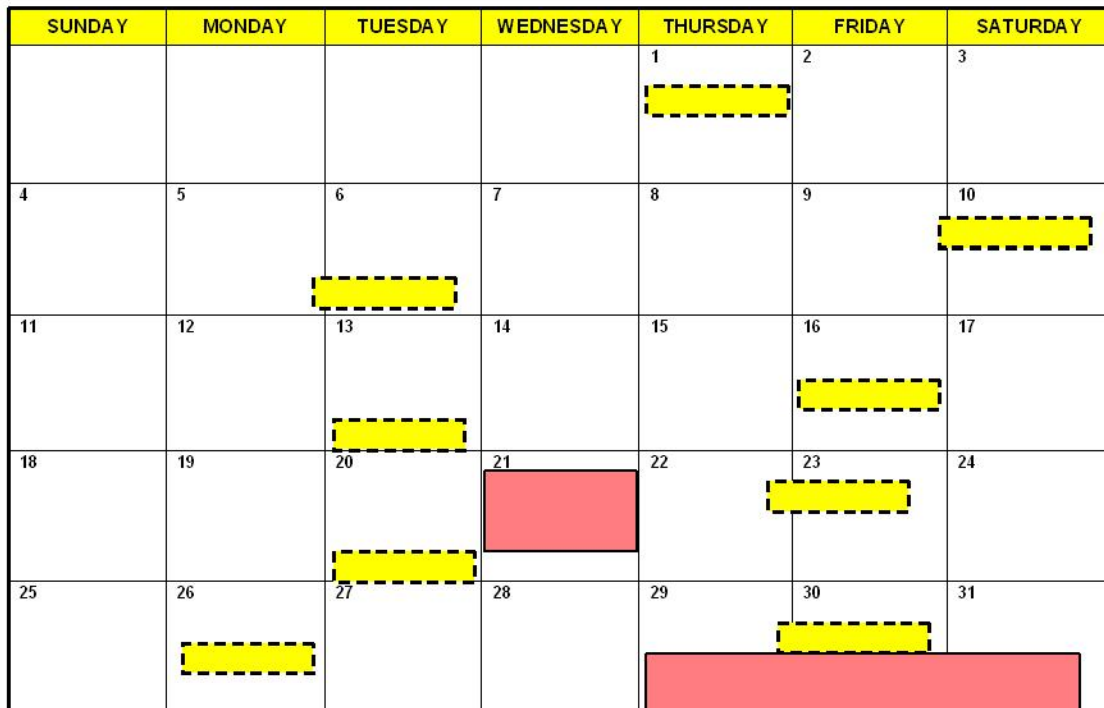 SUNDAY MONDAY TUESDAY WEDNESDAY THURSDAY FRIDAY SATURDAY
1 2 3
4 5 6 7 8 9 10
11 12 13 14 15 16 17
18 19 20 21 22 23 24
25 26 27 28 29 30 31